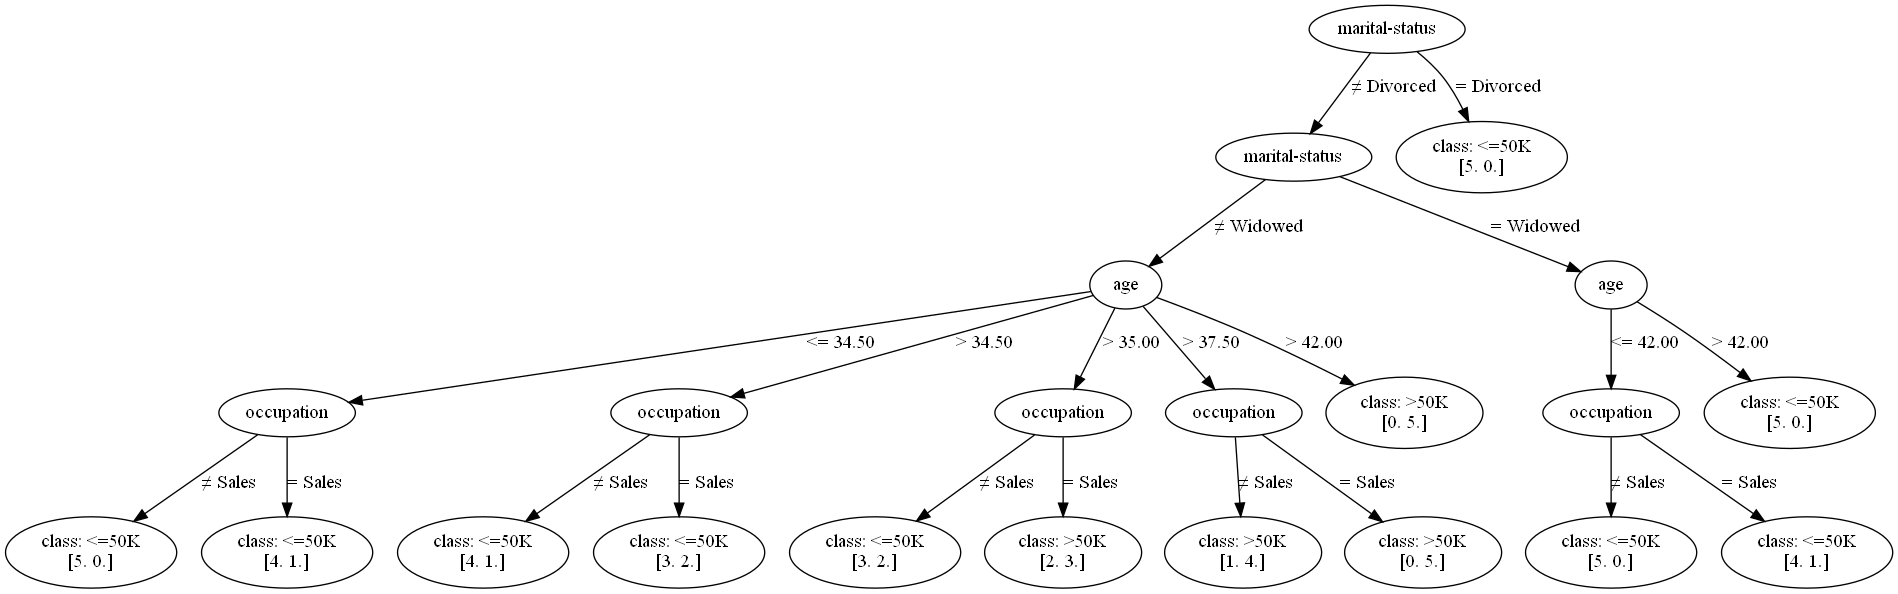 marital-status
≠ Divorced
= Divorced
marital-status
class: <=50K
[5. 0.]
≠ Widowed
= Widowed
age
age
<= 34.50
> 34.50
> 35.00
> 37.50
> 42.00
<= 42.00
> 42.00
occupation
occupation
occupation
occupation
class: >50K
[0. 5.]
occupation
class: <=50K
[5. 0.]
≠ Sales
= Sales
≠ Sales
= Sales
≠ Sales
= Sales
≠ Sales
= Sales
≠ Sales
= Sales
class: <=50K
[5. 0.]
class: <=50K
[4. 1.]
class: <=50K
[4. 1.]
class: <=50K
[3. 2.]
class: <=50K
[3. 2.]
class: >50K
[2. 3.]
class: >50K
[1. 4.]
class: >50K
[0. 5.]
class: <=50K
[5. 0.]
class: <=50K
[4. 1.]